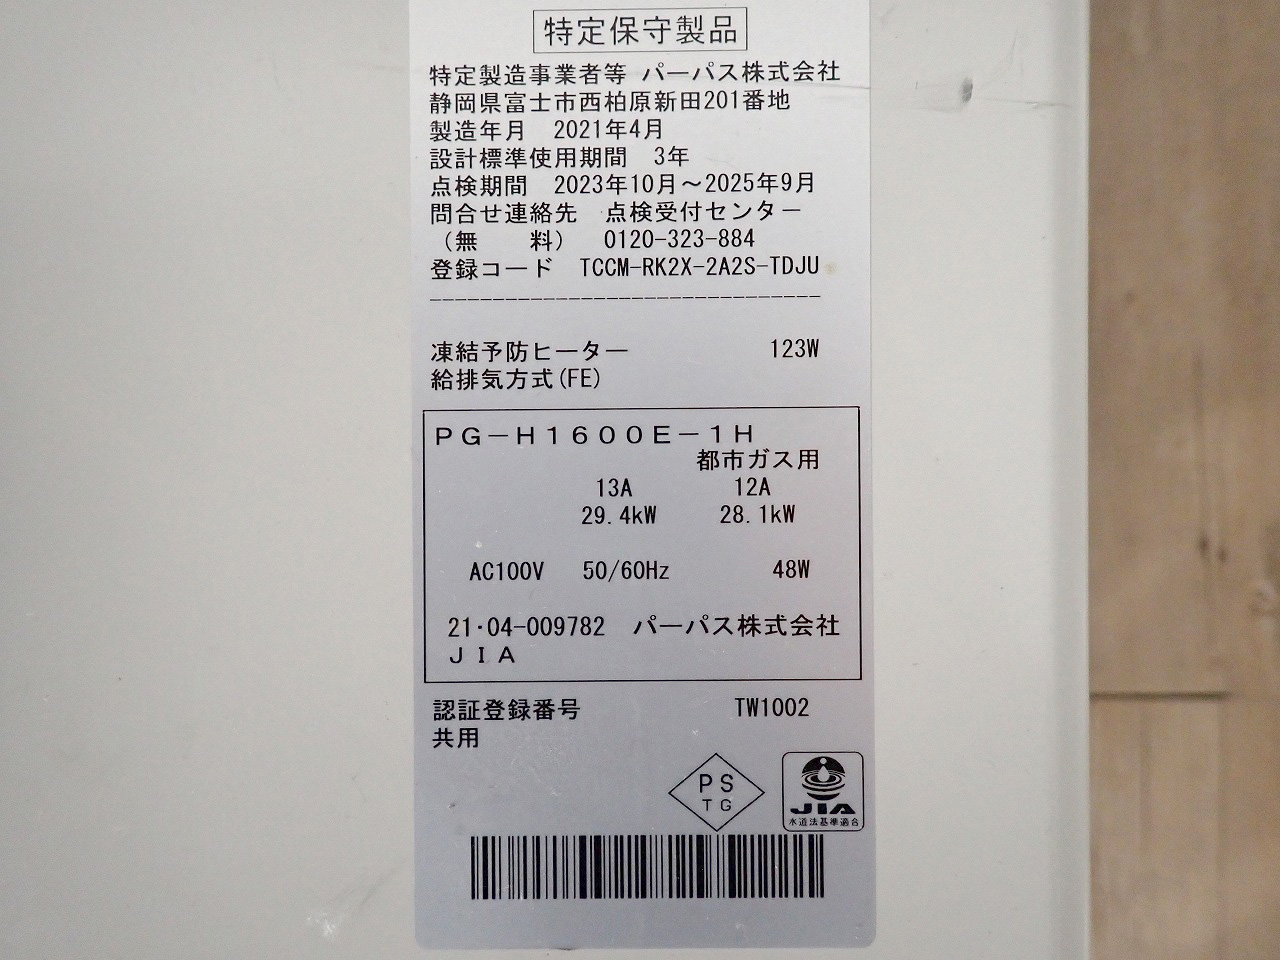 特定保守製品
特定製造事業者等 パーパス株式会社
静岡県富士市西柏原新田201番地
製造年月 2021年4月
設計標準使用期間 3年
点検期間 2023年10月～2025年9月
問合せ連絡先 点検受付センター
（無 料） 0120-323-884
登録コード TCCM-RK2X-2A2S-TDJU
凍結予防ヒーター 123W
給排気方式(FE)
PG-H1600E-1H
都市ガス用
13A 12A
29.4kW 28.1kW
AC100V 50/60Hz 48W
21･04-009782 パーパス株式会社
JIA
認証登録番号 TW1002
共用
PS
TG
JIA
水道法基準適合